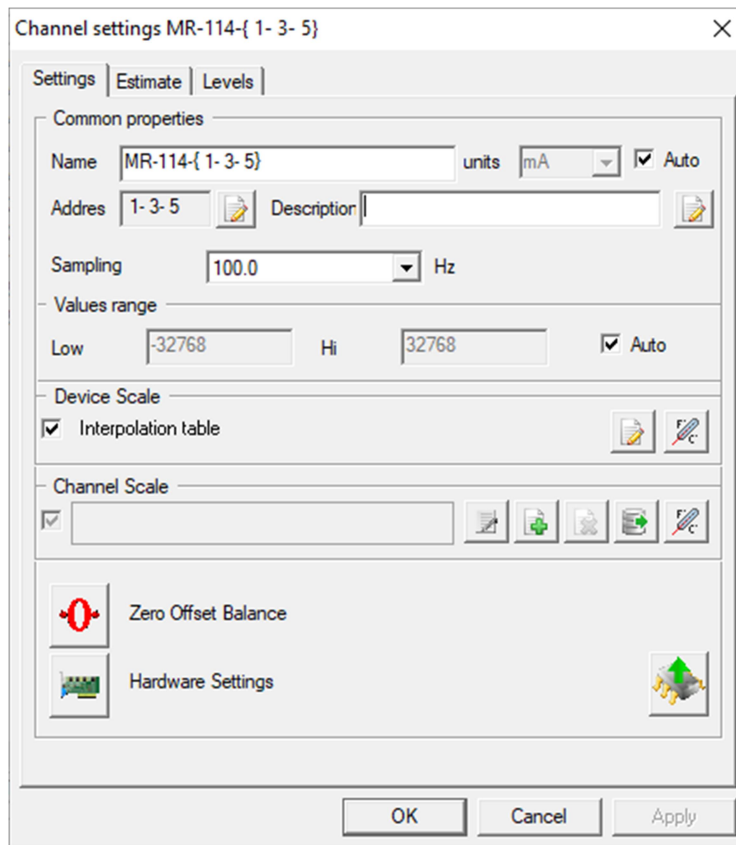 Channel settings MR-114-{ 1- 3- 5}
Settings Estimate Levels
Common properties
Name MR-114-{ 1- 3- 5} units mA Auto
Addres 1- 3- 5 Description
Sampling 100.0 Hz
Values range
Low -32768 Hi 32768 Auto
Device Scale
Interpolation table
Channel Scale
Zero Offset Balance
Hardware Settings
OK Cancel Apply